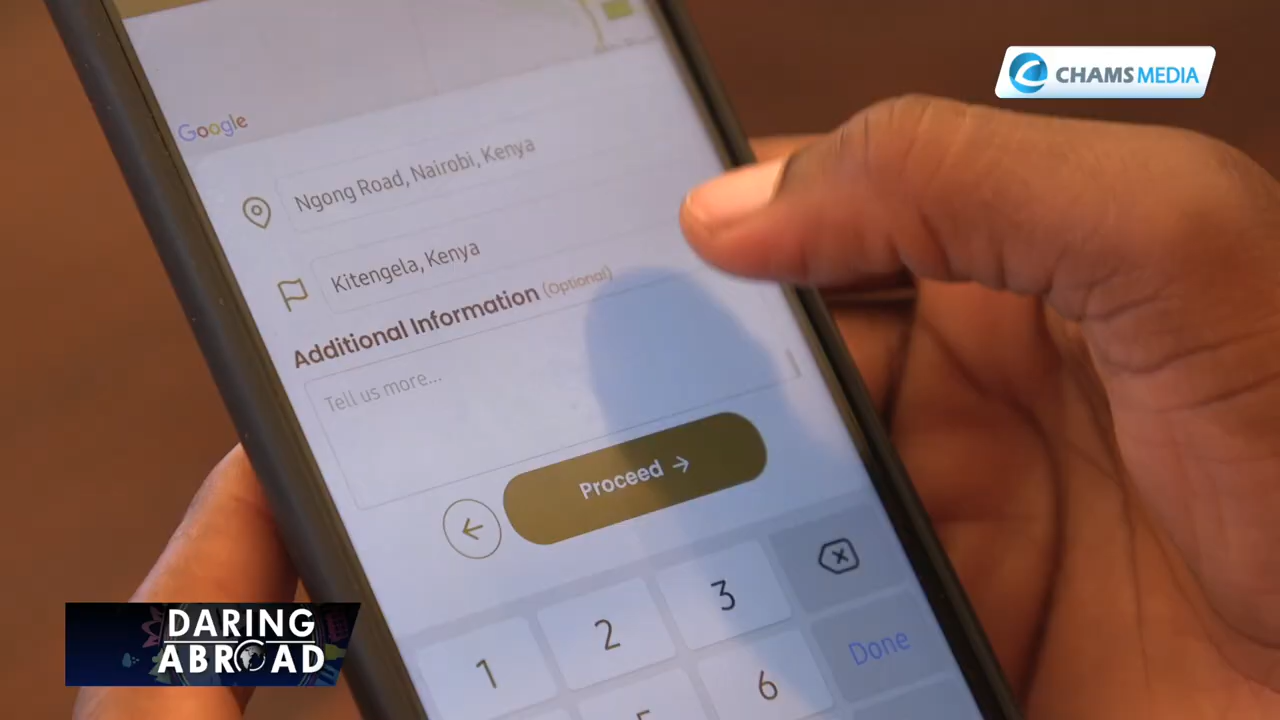 CHAMS MEDIA
Google
Ngong Road, Nairobi, Kenya
Kitengela, Kenya
Additional Information (Optional)
Tell us more...
Proceed →
1
2
3
6
Done
DARING
ABROAD